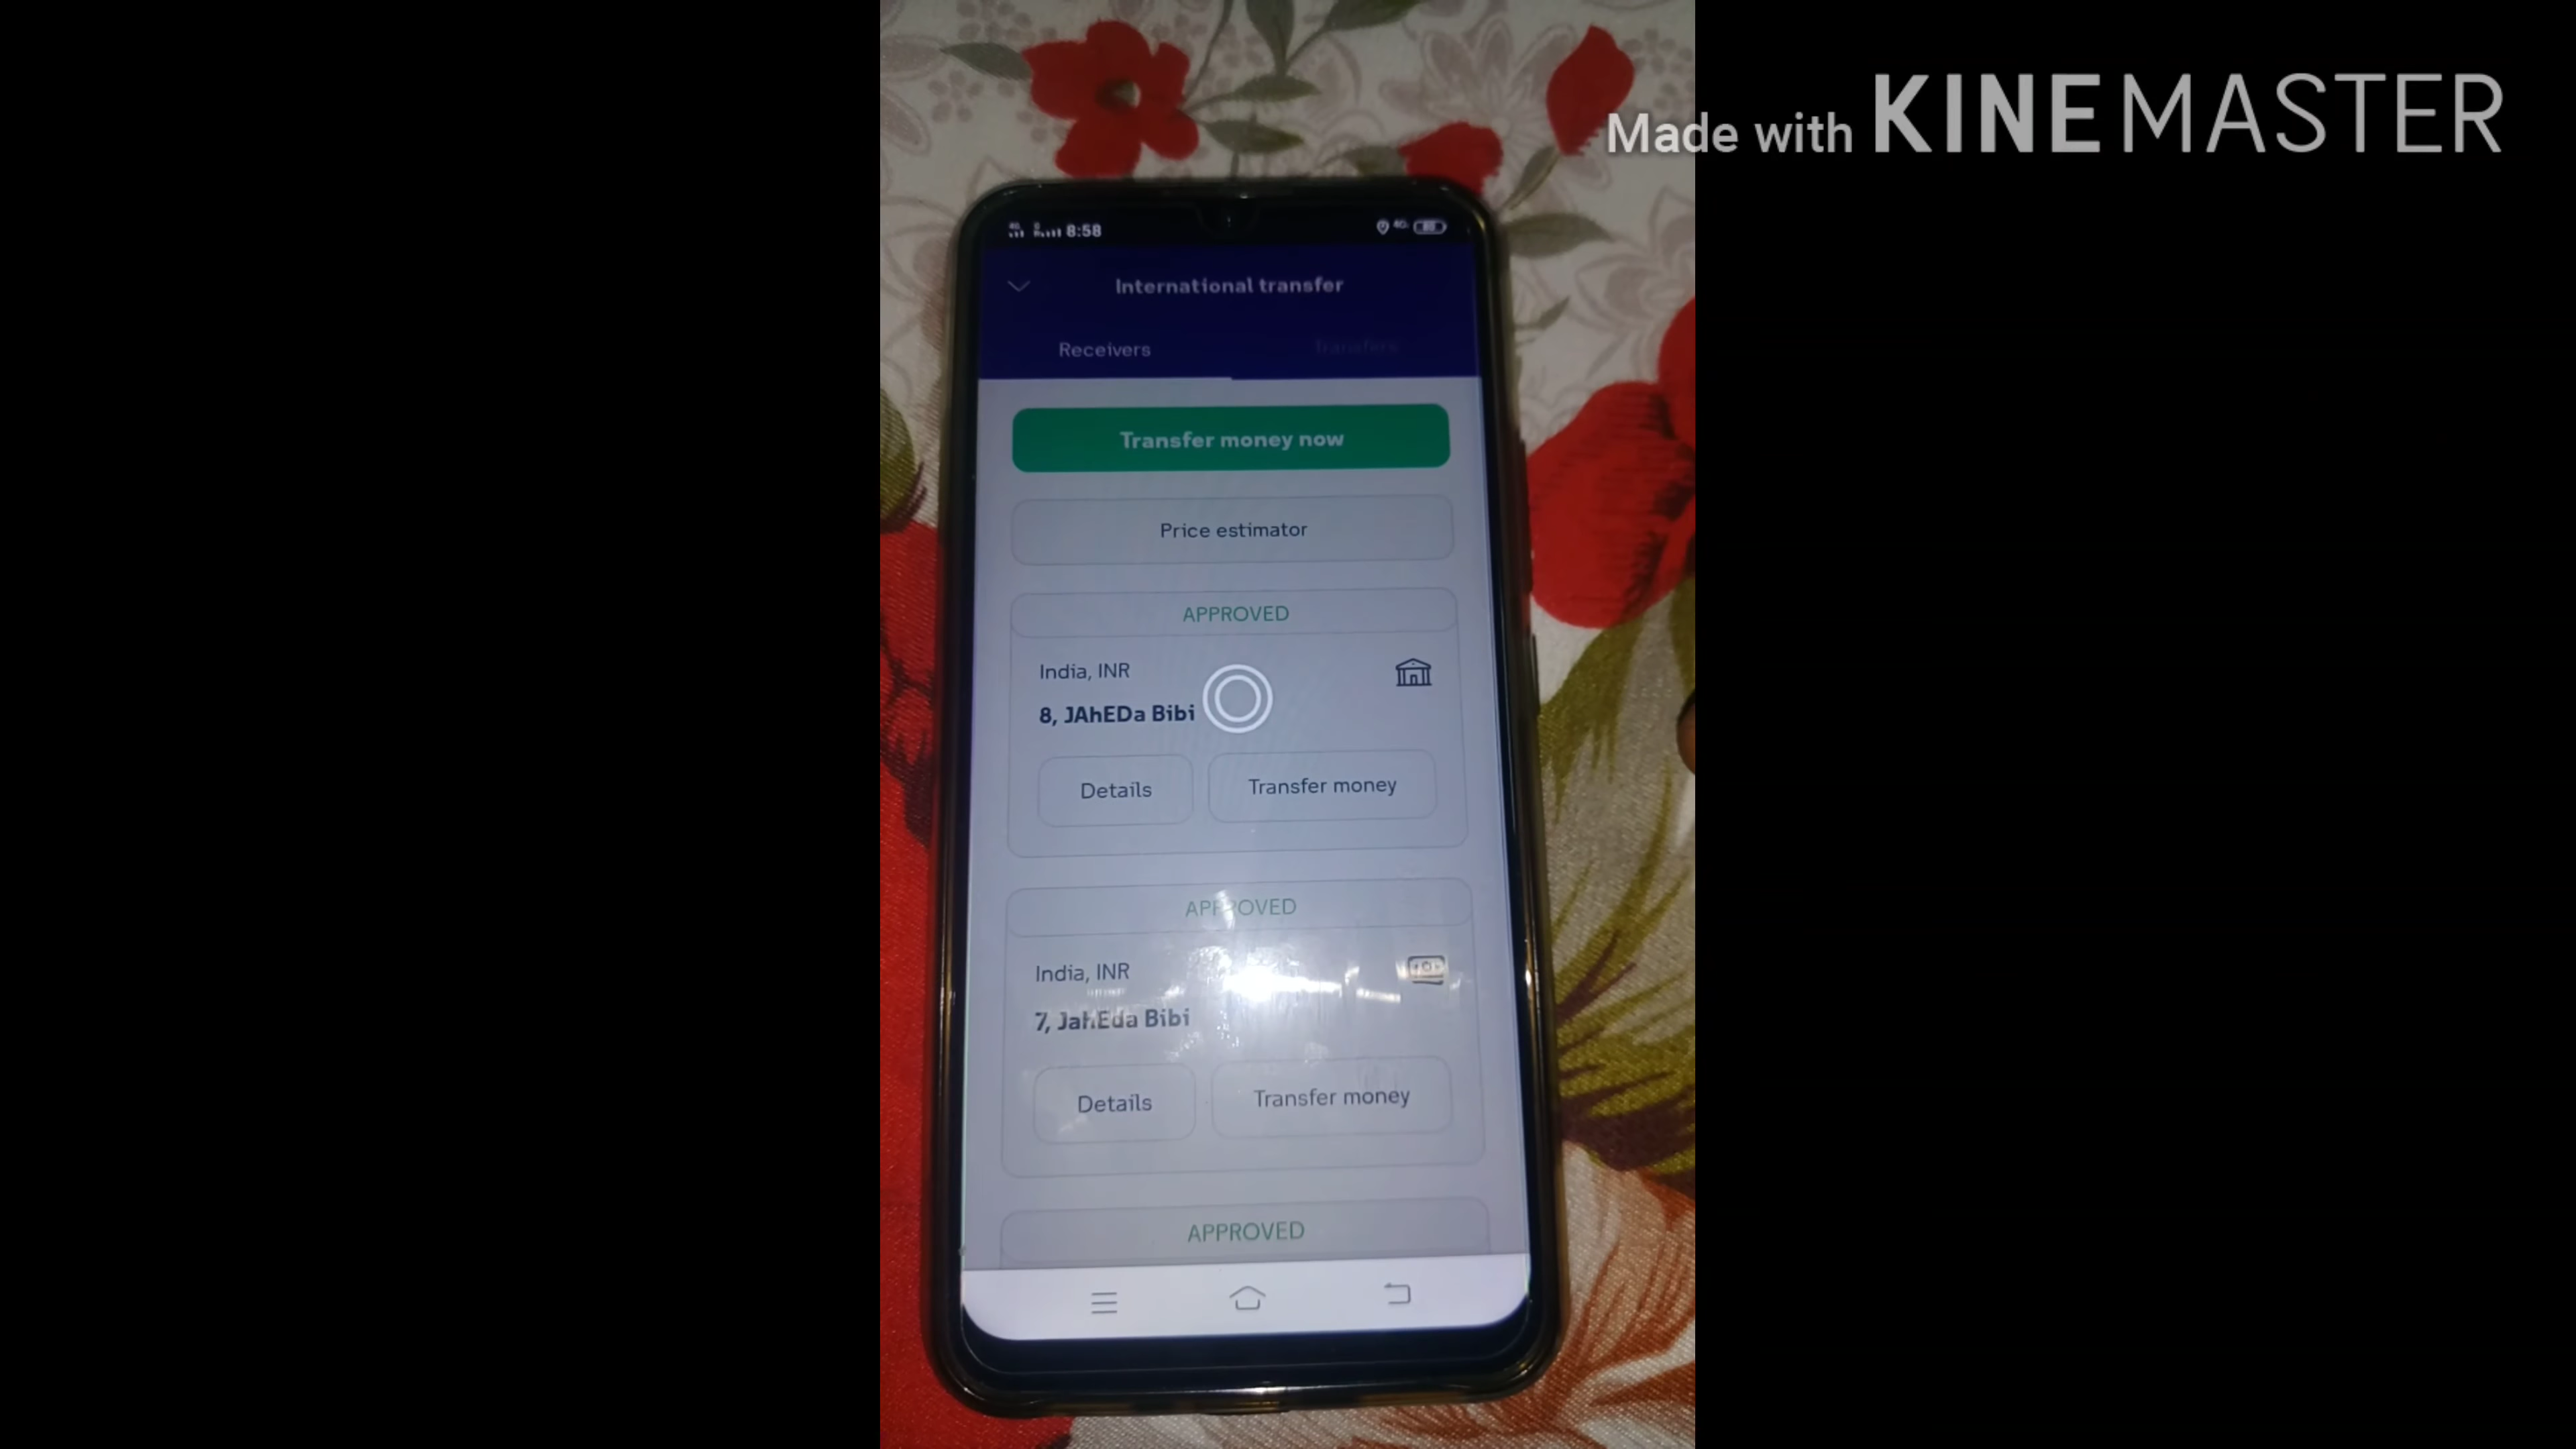 Made with KINEMASTER
8:58
International transfer
Receivers
Transfers
Transfer money now
Price estimator
APPROVED
India, INR
8, JAhEDa Bibi
Details
Transfer money
APPROVED
India, INR
7, JahEda Bibi
Details
Transfer money
APPROVED